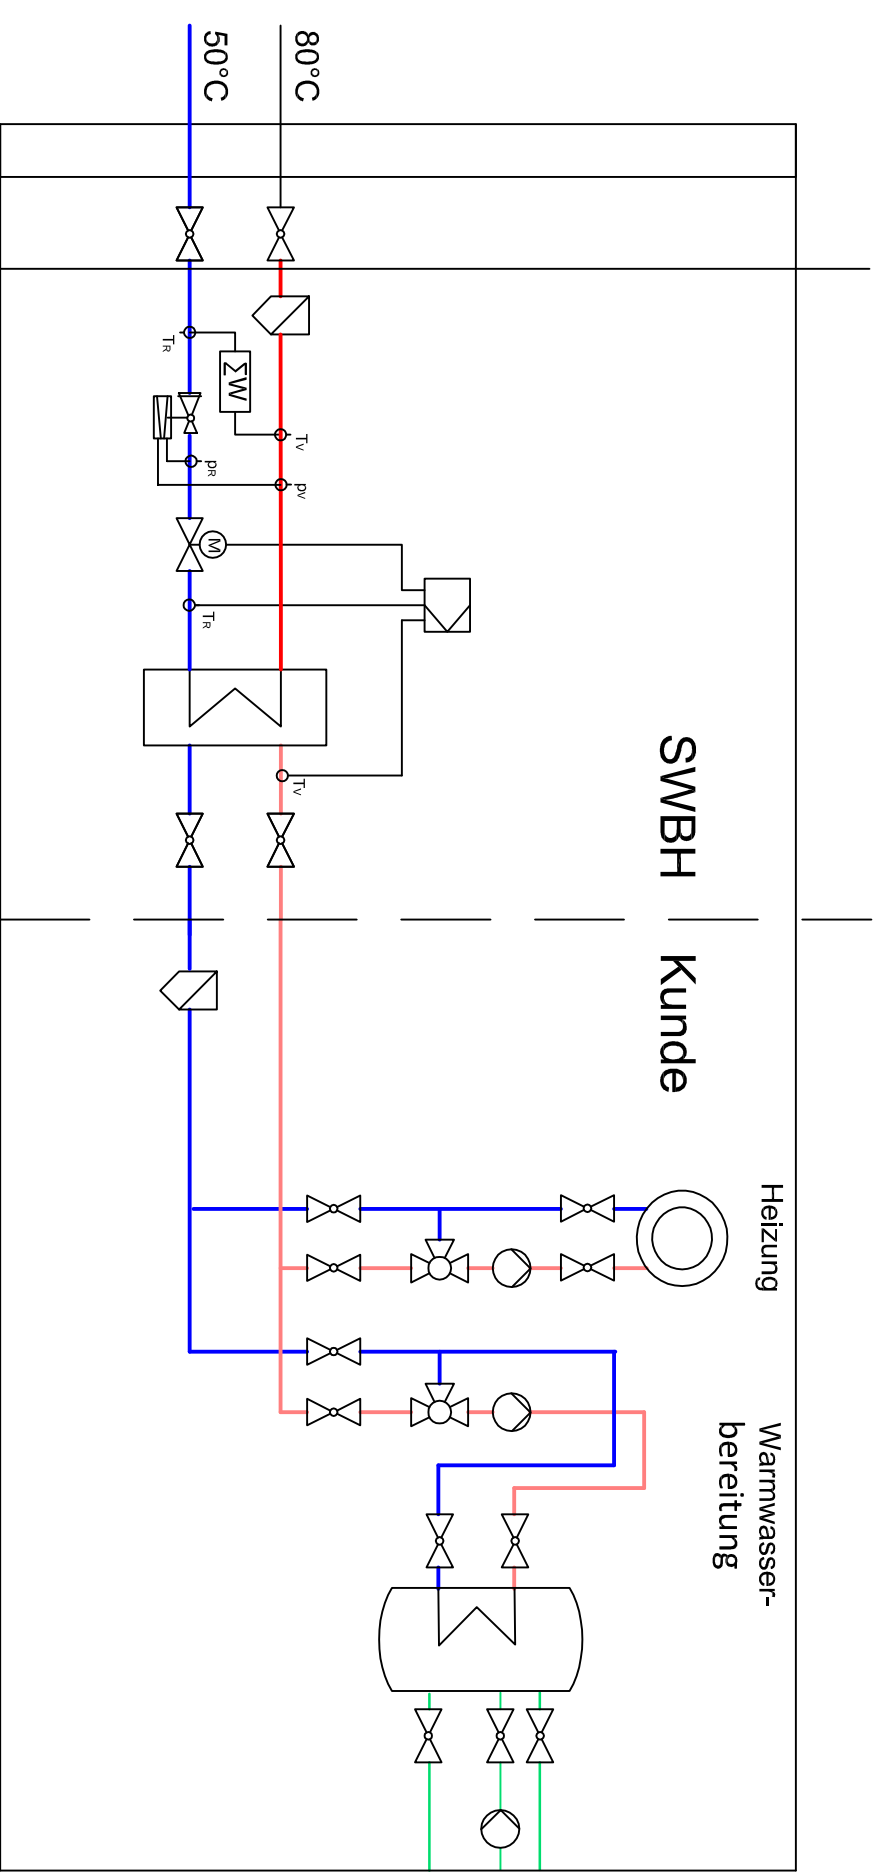 80°C
50°C
SWBH
Kunde
Heizung
Warmwasser-
bereitung
TR
ΣW
TV
pR
pV
M
TR
TV